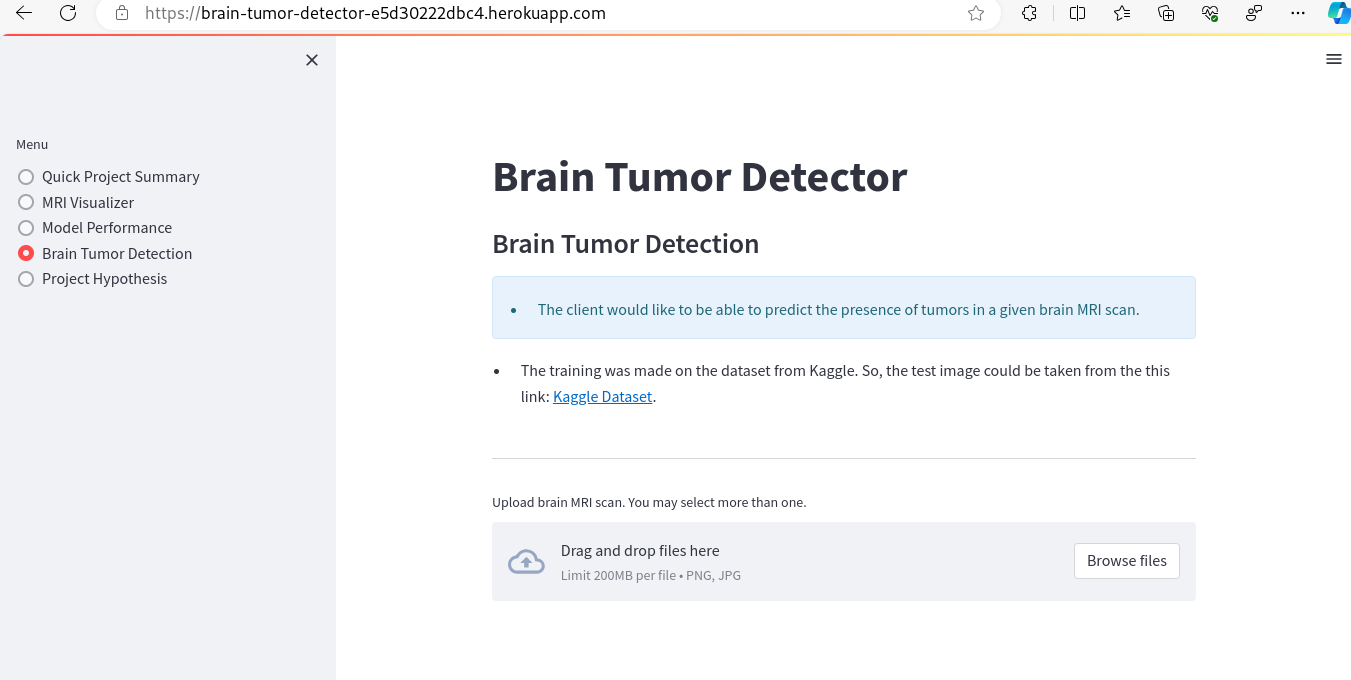 https://brain-tumor-detector-e5d30222dbc4.herokuapp.com
Menu
Quick Project Summary
MRI Visualizer
Model Performance
Brain Tumor Detection
Project Hypothesis
Brain Tumor Detector
Brain Tumor Detection
• The client would like to be able to predict the presence of tumors in a given brain MRI scan.
• The training was made on the dataset from Kaggle. So, the test image could be taken from the this
link: Kaggle Dataset.
Upload brain MRI scan. You may select more than one.
Drag and drop files here
Limit 200MB per file • PNG, JPG
Browse files